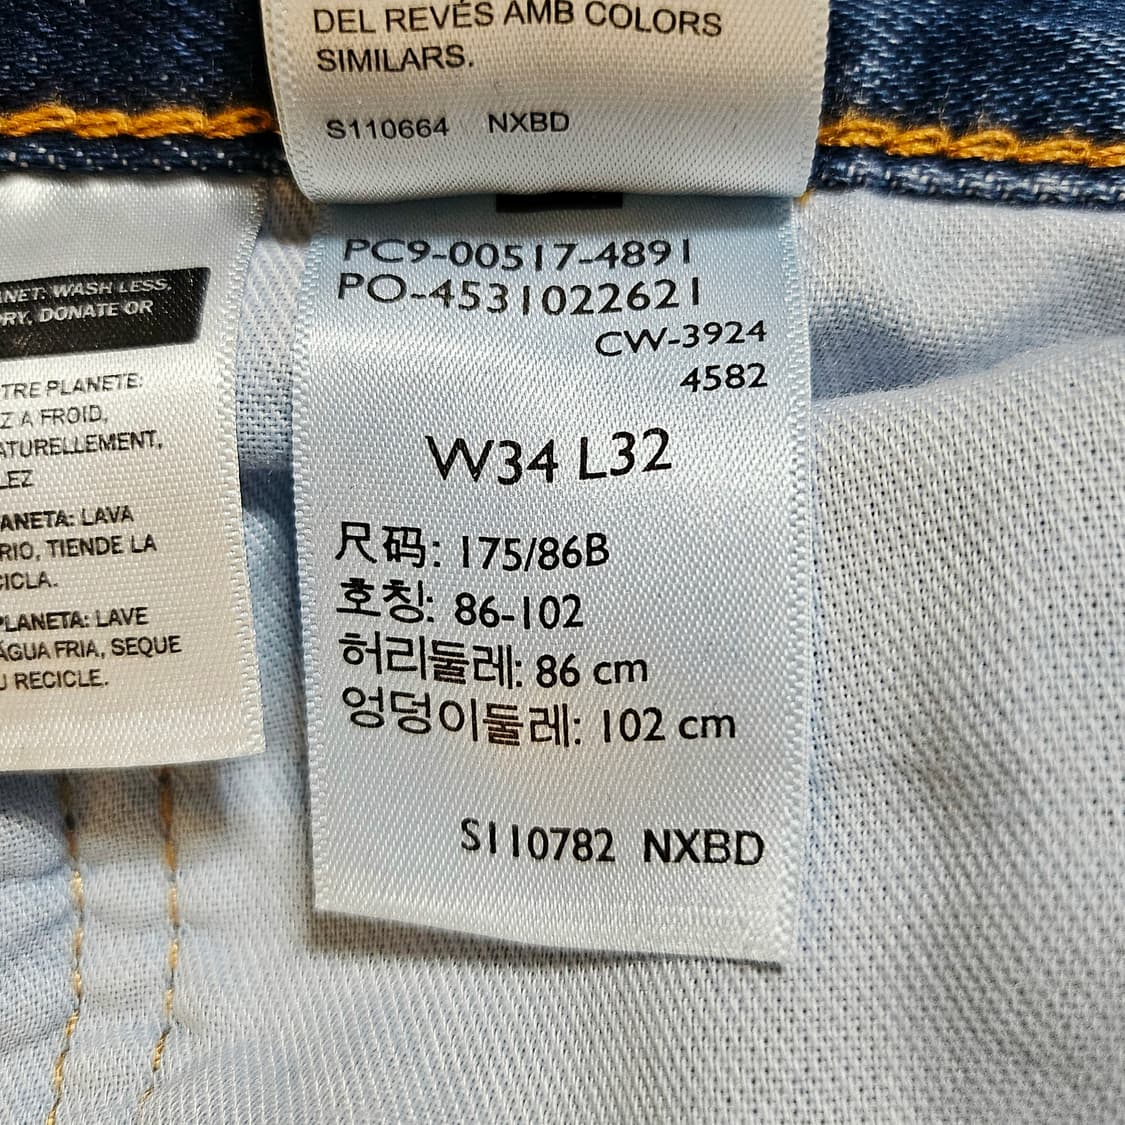 DEL REVÉS AMB COLORS
SIMILARS.
S110664 NXBD
NET: WASH LESS,
RY, DONATE OR
TRE PLANETE:
Z A FROID,
ATURELLEMENT,
LEZ
ANETA: LAVA
RIO, TIENDE LA
CICLA.
PLANETA: LAVE
ÁGUA FRIA, SEQUE
U RECICLE.
PC9-00517-4891
PO-4531022621
CW-3924
4582
W34 L32
尺码: 175/86B
호칭: 86-102
허리둘레: 86 cm
엉덩이둘레: 102 cm
S110782 NXBD